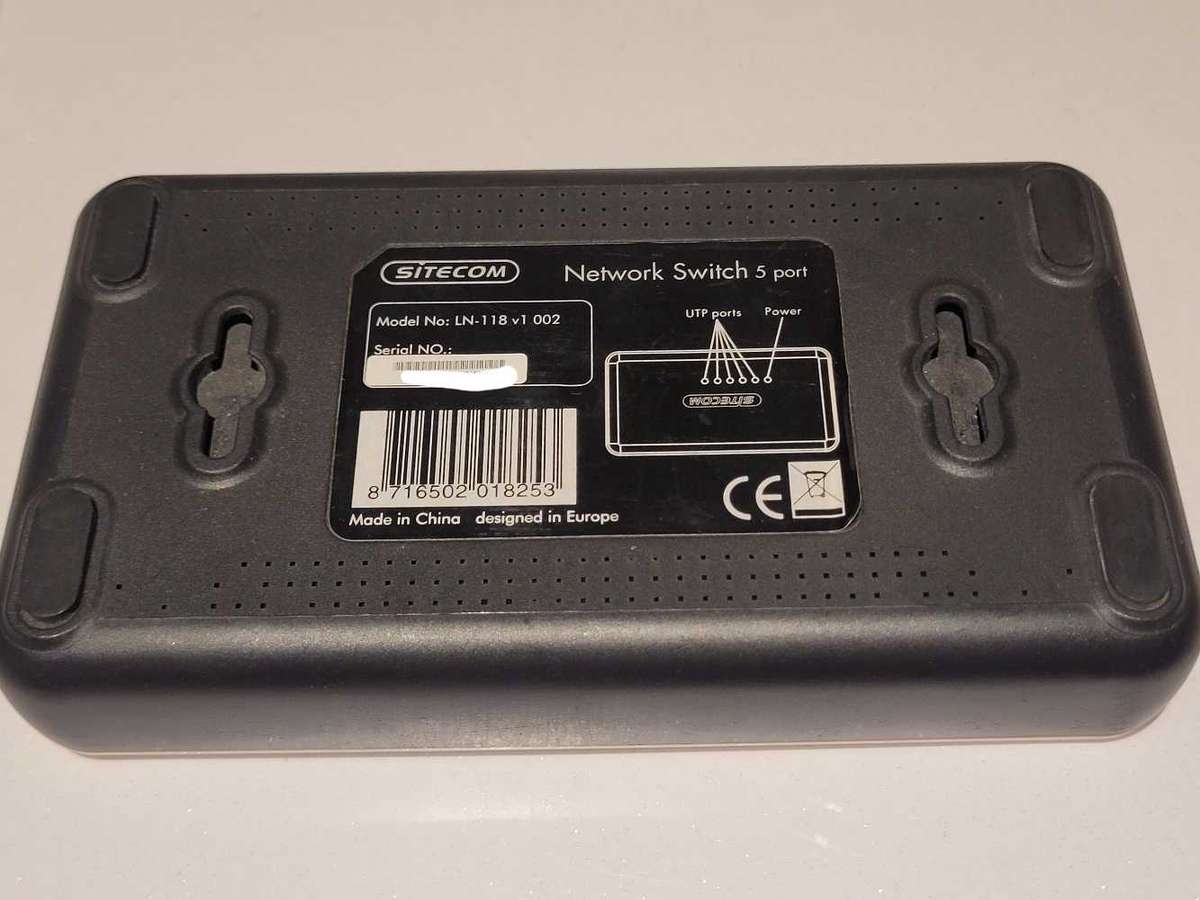 SITECOM
Network Switch 5 port
Model No: LN-118 v1 002
Serial NO.:
UTP ports Power
SITECOM
8 716502 018253
CE
Made in China designed in Europe